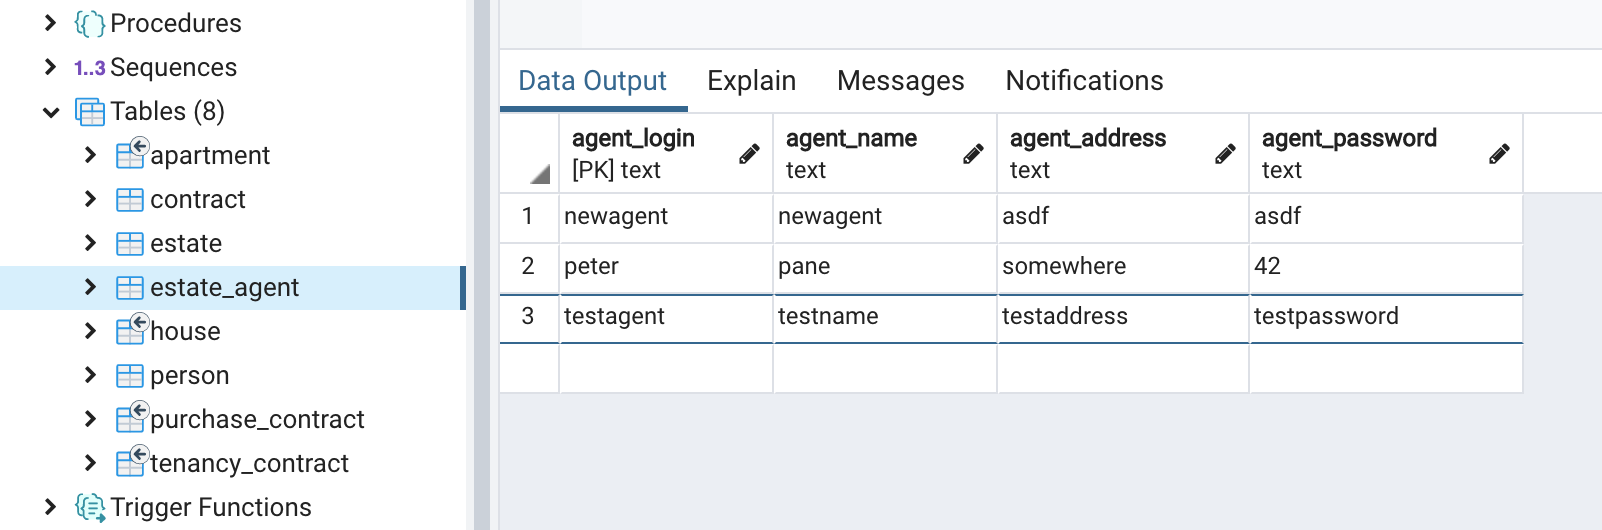 Procedures
1..3 Sequences
Tables (8)
apartment
contract
estate
estate_agent
house
person
purchase_contract
tenancy_contract
Trigger Functions
Data Output Explain Messages Notifications
agent_login agent_name agent_address agent_password
[PK] text text text text
1 newagent newagent asdf asdf
2 peter pane somewhere 42
3 testagent testname testaddress testpassword